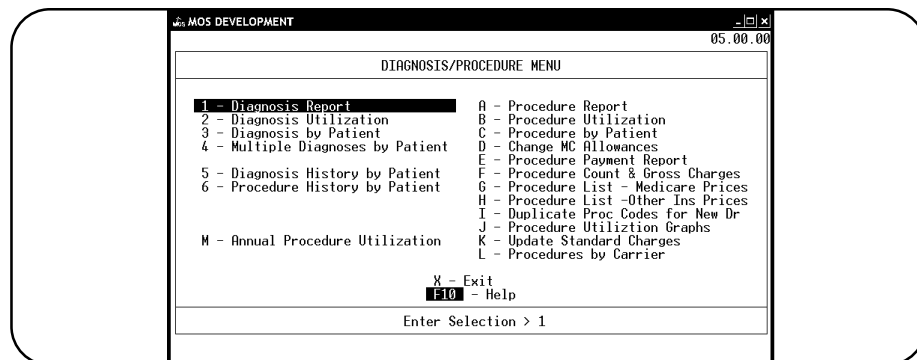 MOS MOS DEVELOPMENT
05.00.00
DIAGNOSIS/PROCEDURE MENU
1 - Diagnosis Report
2 - Diagnosis Utilization
3 - Diagnosis by Patient
4 - Multiple Diagnoses by Patient
5 - Diagnosis History by Patient
6 - Procedure History by Patient
M - Annual Procedure Utilization
A - Procedure Report
B - Procedure Utilization
C - Procedure by Patient
D - Change MC Allowances
E - Procedure Payment Report
F - Procedure Count & Gross Charges
G - Procedure List - Medicare Prices
H - Procedure List -Other Ins Prices
I - Duplicate Proc Codes for New Dr
J - Procedure Utiliztion Graphs
K - Update Standard Charges
L - Procedures by Carrier
X - Exit
F10 - Help
Enter Selection > 1